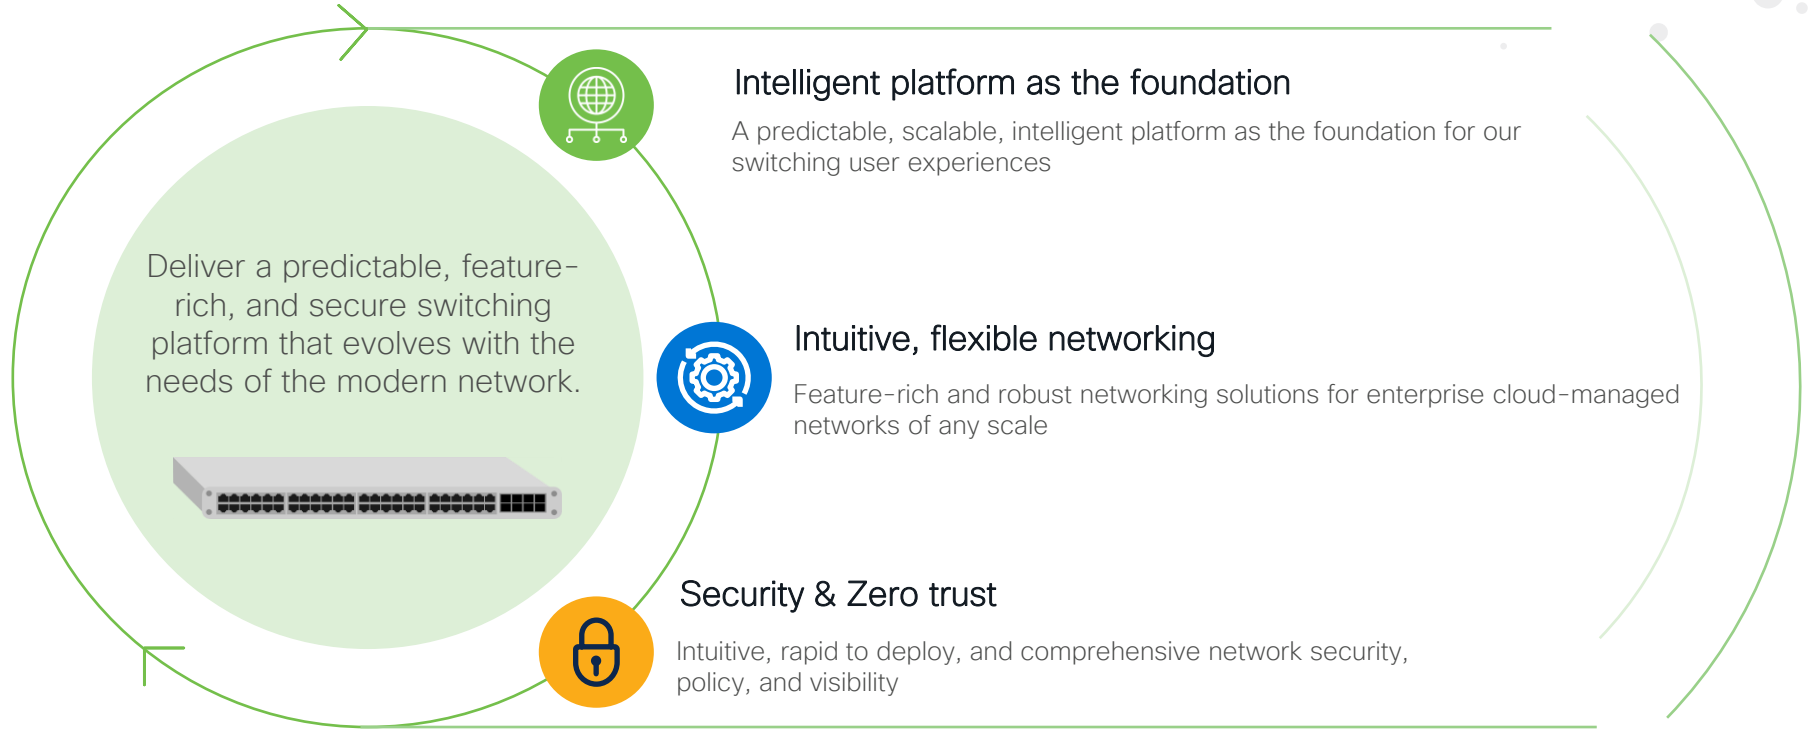 Intelligent platform as the foundation
A predictable, scalable, intelligent platform as the foundation for our
switching user experiences
Deliver a predictable, feature-
rich, and secure switching
platform that evolves with the
needs of the modern network.
Intuitive, flexible networking
Feature-rich and robust networking solutions for enterprise cloud-managed
networks of any scale
Security & Zero trust
Intuitive, rapid to deploy, and comprehensive network security,
policy, and visibility